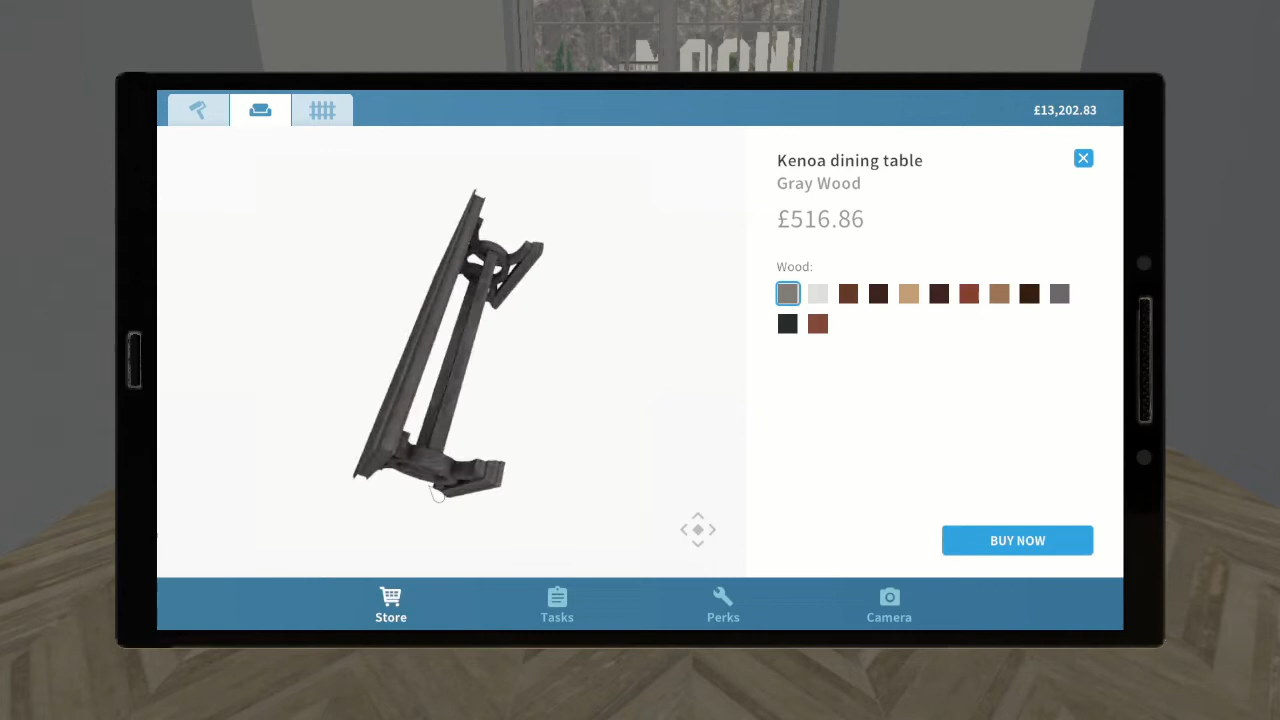 £13,202.83
Kenoa dining table
Gray Wood
£516.86
Wood:
BUY NOW
Store
Tasks
Perks
Camera